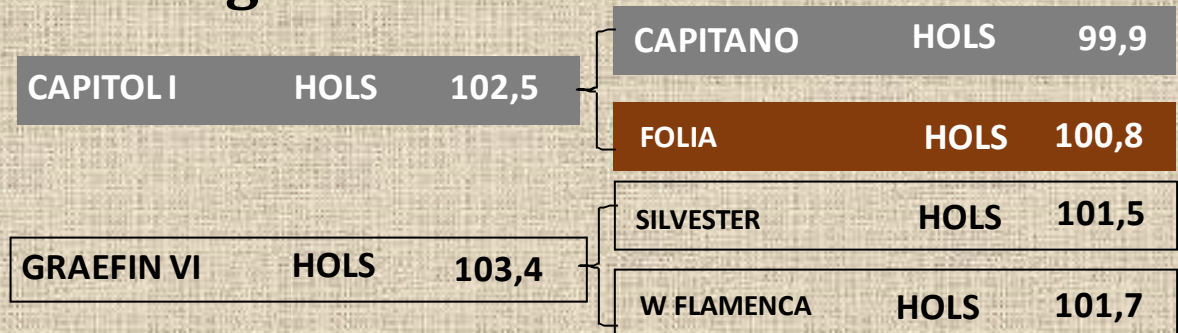 CAPITANO HOLS 99,9
CAPITOL I HOLS 102,5
FOLIA HOLS 100,8
SILVESTER HOLS 101,5
GRAEFIN VI HOLS 103,4
W FLAMENCA HOLS 101,7